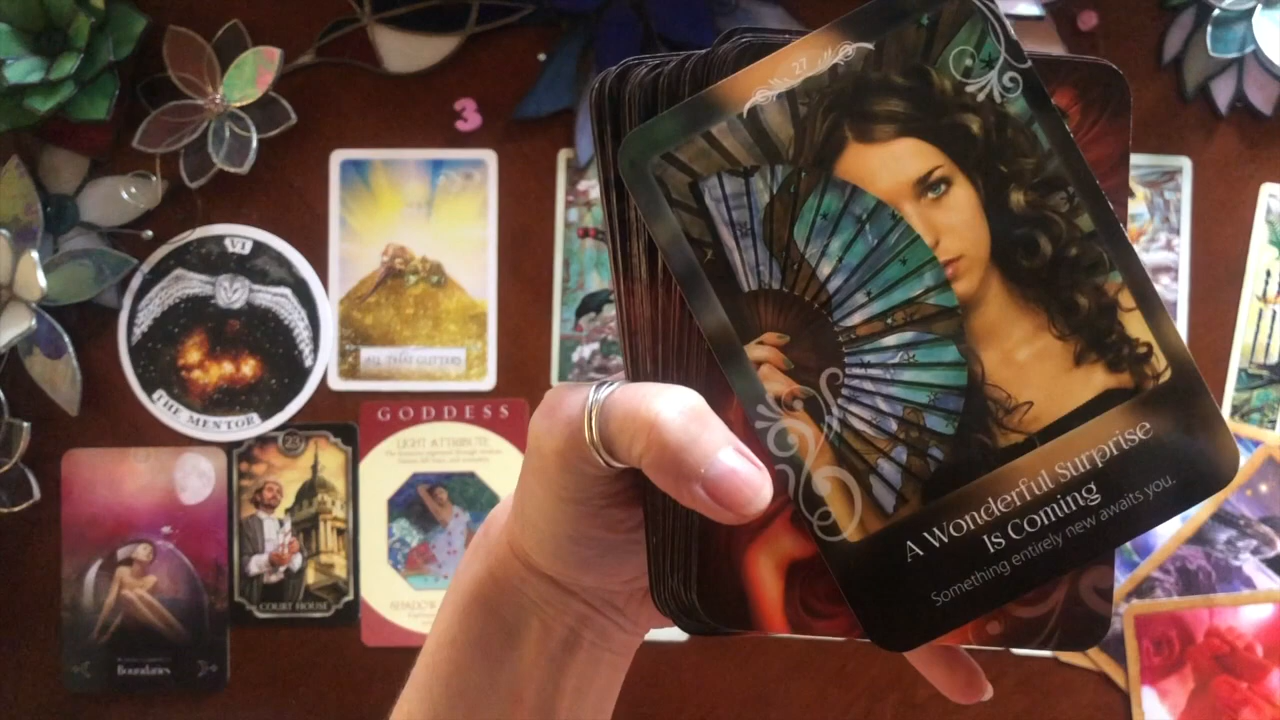 3
VI
THE MENTOR
ALL THAT GLITTERS
27
A Wonderful Surprise
Is Coming
Something entirely new awaits you.
GODDESS
LIGHT ATTRIBUTE
23
COURT HOUSE
SHADOW
Boundaries